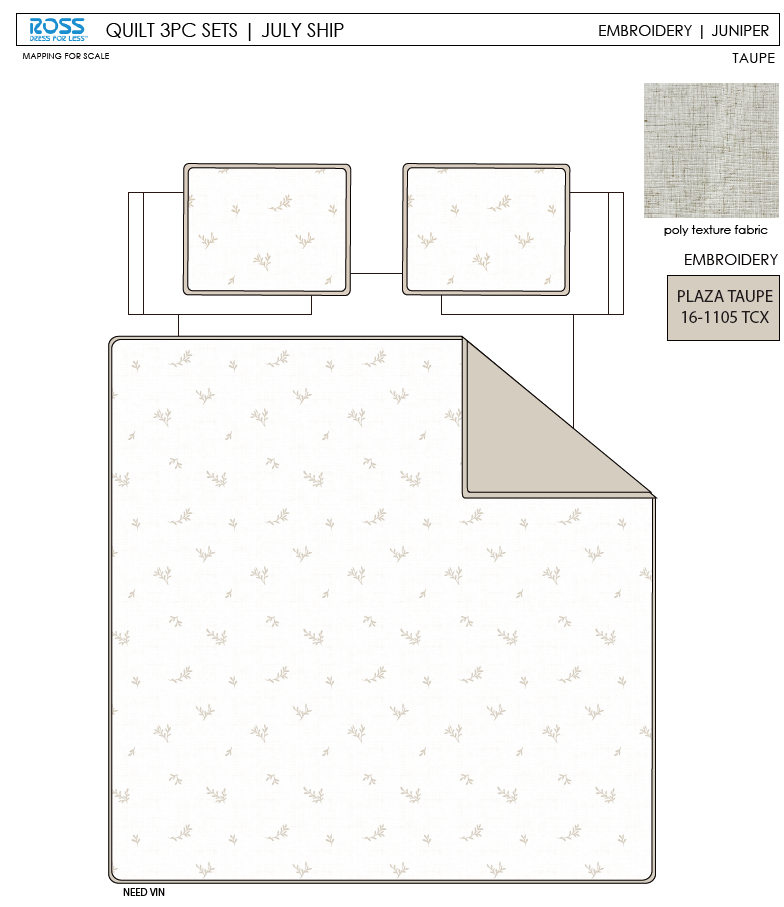 ROSS
DRESS FOR LESS
QUILT 3PC SETS | JULY SHIP
EMBROIDERY | JUNIPER
MAPPING FOR SCALE
TAUPE
poly texture fabric
EMBROIDERY
PLAZA TAUPE
16-1105 TCX
NEED VIN